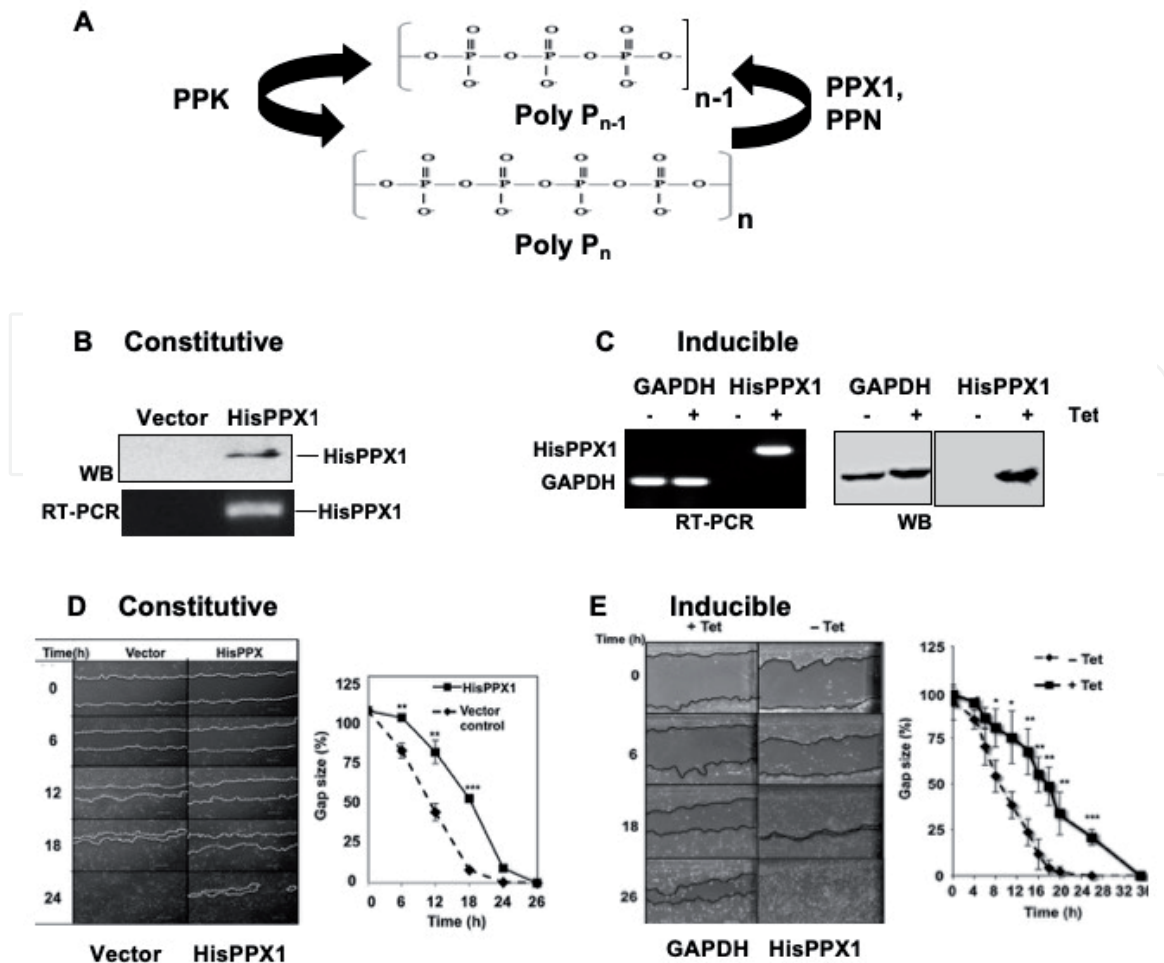 A
PPK
O O O
|| || ||
O P O P O P O
| | |
O- O- O-
n-1
Poly Pn-1
PPX1,
PPN
O O O O
|| || || ||
O P O P O P O P O
| | | |
O- O- O- O-
n
Poly Pn
B Constitutive
Vector HisPPX1
WB
HisPPX1
RT-PCR
HisPPX1
C Inducible
GAPDH HisPPX1 GAPDH HisPPX1
- + - + - + - + Tet
HisPPX1
GAPDH
RT-PCR WB
D Constitutive
Time(h) Vector HisPPX
0
6
12
18
24
Vector HisPPX1
125
100
75
50
25
0
Gap size (%)
HisPPX1
Vector
control
**
**
***
0 6 12 18 24 26
Time (h)
E Inducible
Time (h) + Tet – Tet
0
6
18
26
GAPDH HisPPX1
125
100
75
50
25
0
Gap size (%)
– Tet
+ Tet
*
*
**
**
**
**
***
0 4 8 12 16 20 24 28 32
Time (h)